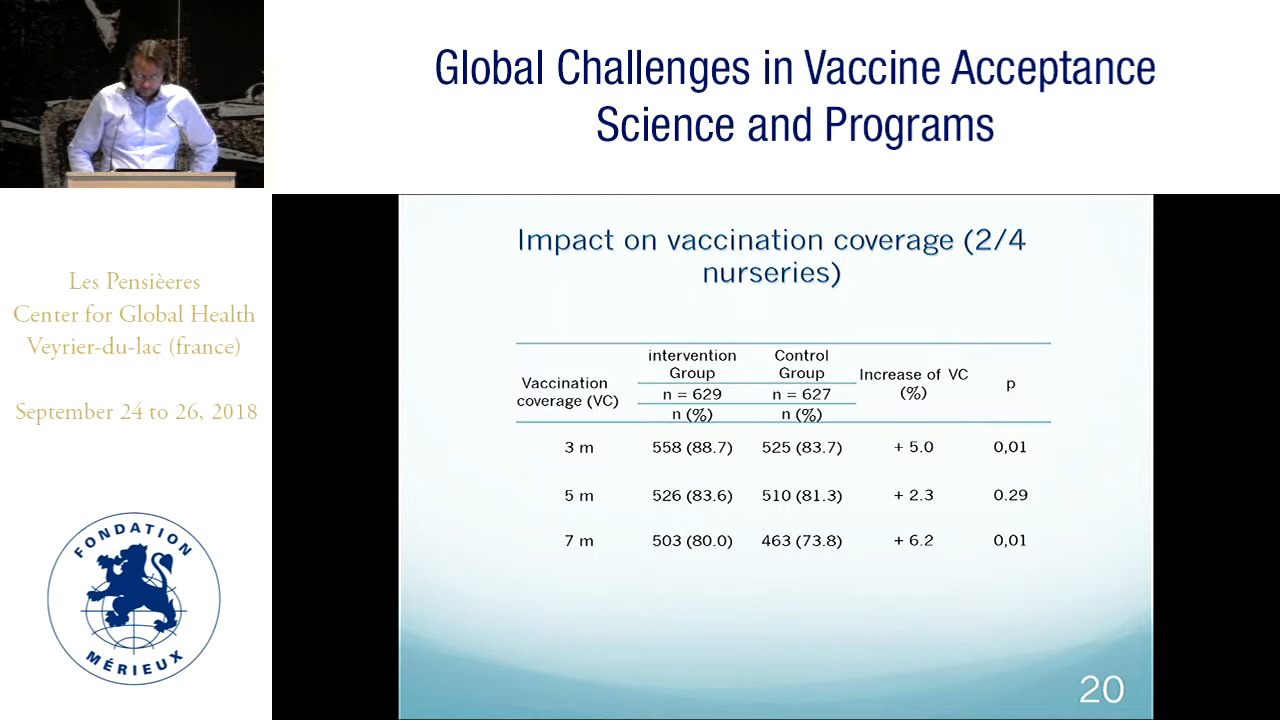 Global Challenges in Vaccine Acceptance
Science and Programs
Les Pensièeres
Center for Global Health
Veyrier-du-lac (france)
September 24 to 26, 2018
FONDATION
MÉRIEUX
Impact on vaccination coverage (2/4
nurseries)
Vaccination
coverage (VC)
intervention
Group
n = 629
n (%)
Control
Group
n = 627
n (%)
Increase of VC
(%)
p
3 m 558 (88.7) 525 (83.7) + 5.0 0,01
5 m 526 (83.6) 510 (81.3) + 2.3 0.29
7 m 503 (80.0) 463 (73.8) + 6.2 0,01
20